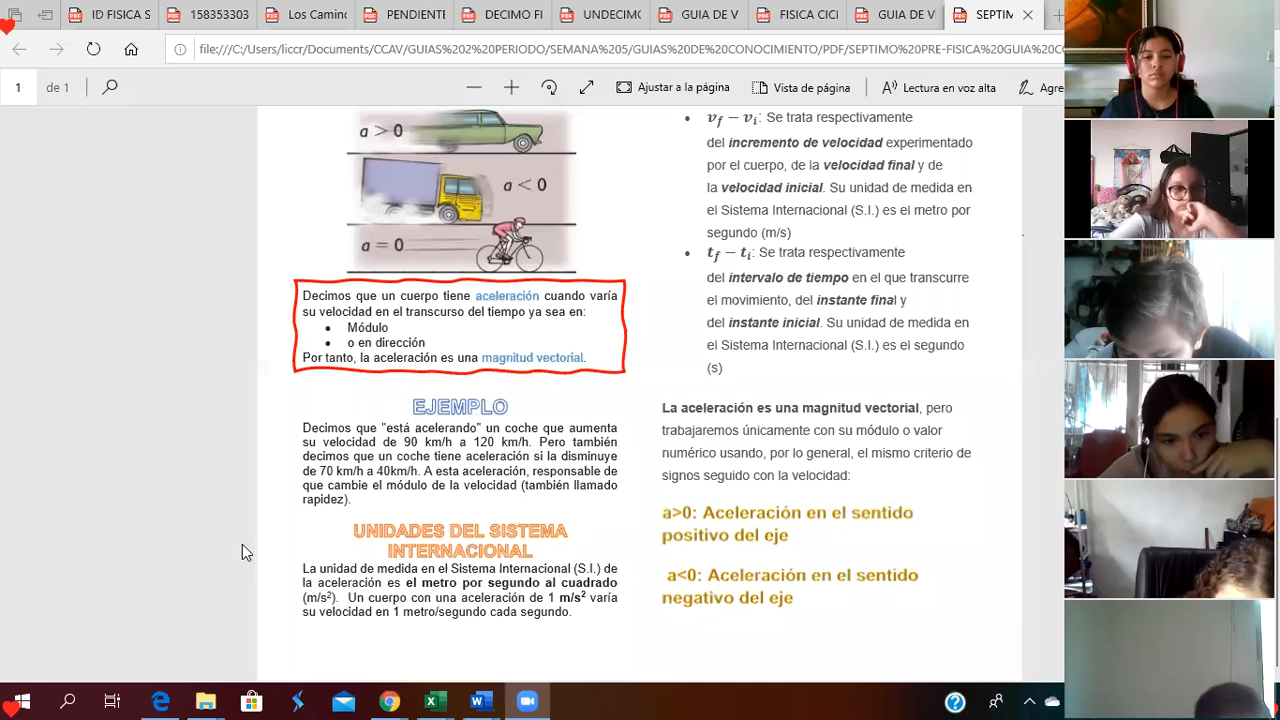 ID FISICA S
158353303
Los Camino
PENDIENTE
DECIMO FI
UNDECIMO
GUIA DE V
FISICA CICI
GUIA DE V
SEPTIM
file:///C:/Users/liccr/Documents/CCAV/GUIAS%202%20PERIODO/SEMANA%205/GUIAS%20DE%20CONOCIMIENTO/PDF/SEPTIMO%20PRE-FISICA%20GUIA%20C
1
de 1
Ajustar a la página
Vista de página
Lectura en voz alta
Agre
a > 0
a < 0
a = 0
Decimos que un cuerpo tiene aceleración cuando varía
su velocidad en el transcurso del tiempo ya sea en:
• Módulo
• o en dirección
Por tanto, la aceleración es una magnitud vectorial.
EJEMPLO
Decimos que "está acelerando" un coche que aumenta
su velocidad de 90 km/h a 120 km/h. Pero también
decimos que un coche tiene aceleración si la disminuye
de 70 km/h a 40km/h. A esta aceleración, responsable de
que cambie el módulo de la velocidad (también llamado
rapidez).
UNIDADES DEL SISTEMA
INTERNACIONAL
La unidad de medida en el Sistema Internacional (S.I.) de
la aceleración es el metro por segundo al cuadrado
(m/s²). Un cuerpo con una aceleración de 1 m/s² varía
su velocidad en 1 metro/segundo cada segundo.
• vf − vi: Se trata respectivamente
del incremento de velocidad experimentado
por el cuerpo, de la velocidad final y de
la velocidad inicial. Su unidad de medida en
el Sistema Internacional (S.I.) es el metro por
segundo (m/s)
• tf − ti: Se trata respectivamente
del intervalo de tiempo en el que transcurre
el movimiento, del instante final y
del instante inicial. Su unidad de medida en
el Sistema Internacional (S.I.) es el segundo
(s)
La aceleración es una magnitud vectorial, pero
trabajaremos únicamente con su módulo o valor
numérico usando, por lo general, el mismo criterio de
signos seguido con la velocidad:
a>0: Aceleración en el sentido
positivo del eje
a<0: Aceleración en el sentido
negativo del eje